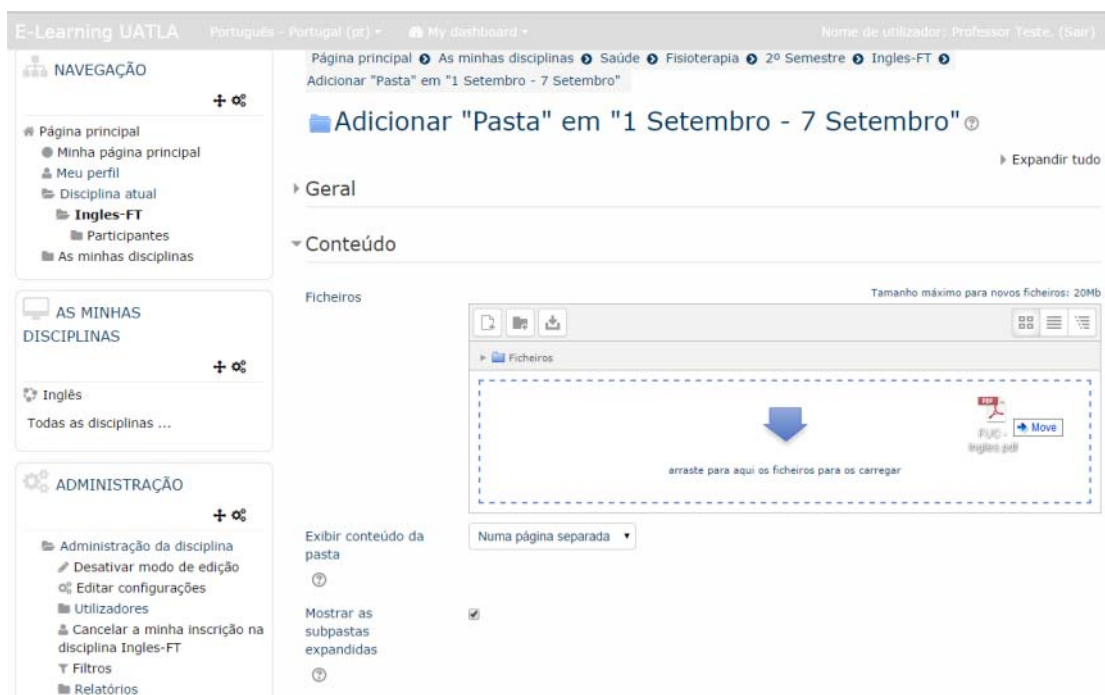 E-Learning UATLA Português - Portugal (pt) My dashboard Nome de utilizador: Professor Teste. (Sair)
NAVEGAÇÃO
Página principal
Minha página principal
Meu perfil
Disciplina atual
Ingles-FT
Participantes
As minhas disciplinas
AS MINHAS
DISCIPLINAS
Inglês
Todas as disciplinas ...
ADMINISTRAÇÃO
Administração da disciplina
Desativar modo de edição
Editar configurações
Utilizadores
Cancelar a minha inscrição na
disciplina Ingles-FT
Filtros
Relatórios
Página principal As minhas disciplinas Saúde Fisioterapia 2º Semestre Ingles-FT
Adicionar "Pasta" em "1 Setembro - 7 Setembro"
Adicionar "Pasta" em "1 Setembro - 7 Setembro"
Expandir tudo
Geral
Conteúdo
Ficheiros
Tamanho máximo para novos ficheiros: 20Mb
Ficheiros
PDF
FUC -
Ingles.pdf
Move
arraste para aqui os ficheiros para os carregar
Exibir conteúdo da
pasta
Numa página separada
Mostrar as
subpastas
expandidas